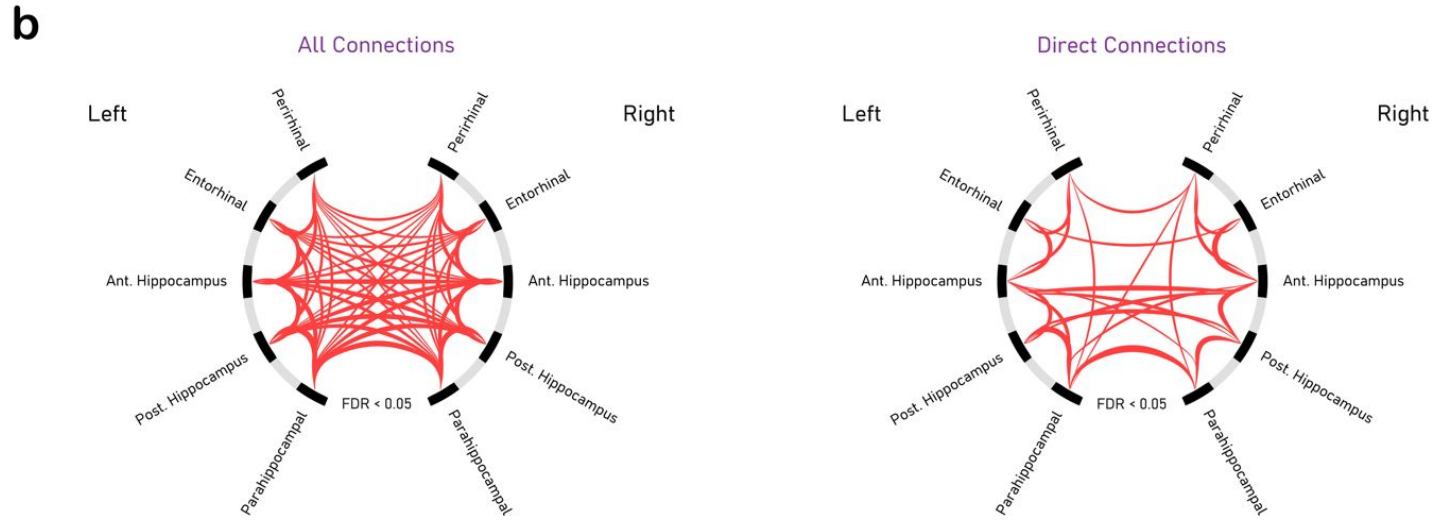 b
All Connections
Left
Right
Perirhinal
Perirhinal
Entorhinal
Entorhinal
Ant. Hippocampus
Ant. Hippocampus
Post. Hippocampus
Post. Hippocampus
Parahippocampal
Parahippocampal
FDR < 0.05
Direct Connections
Left
Right
Perirhinal
Perirhinal
Entorhinal
Entorhinal
Ant. Hippocampus
Ant. Hippocampus
Post. Hippocampus
Post. Hippocampus
Parahippocampal
Parahippocampal
FDR < 0.05